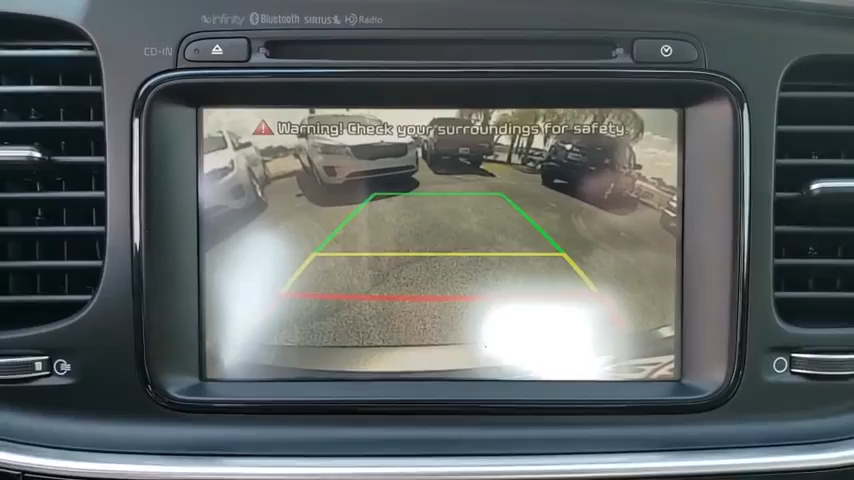 infinity Bluetooth SIRIUS HD Radio
CD-IN
Warning! Check your surroundings for safety